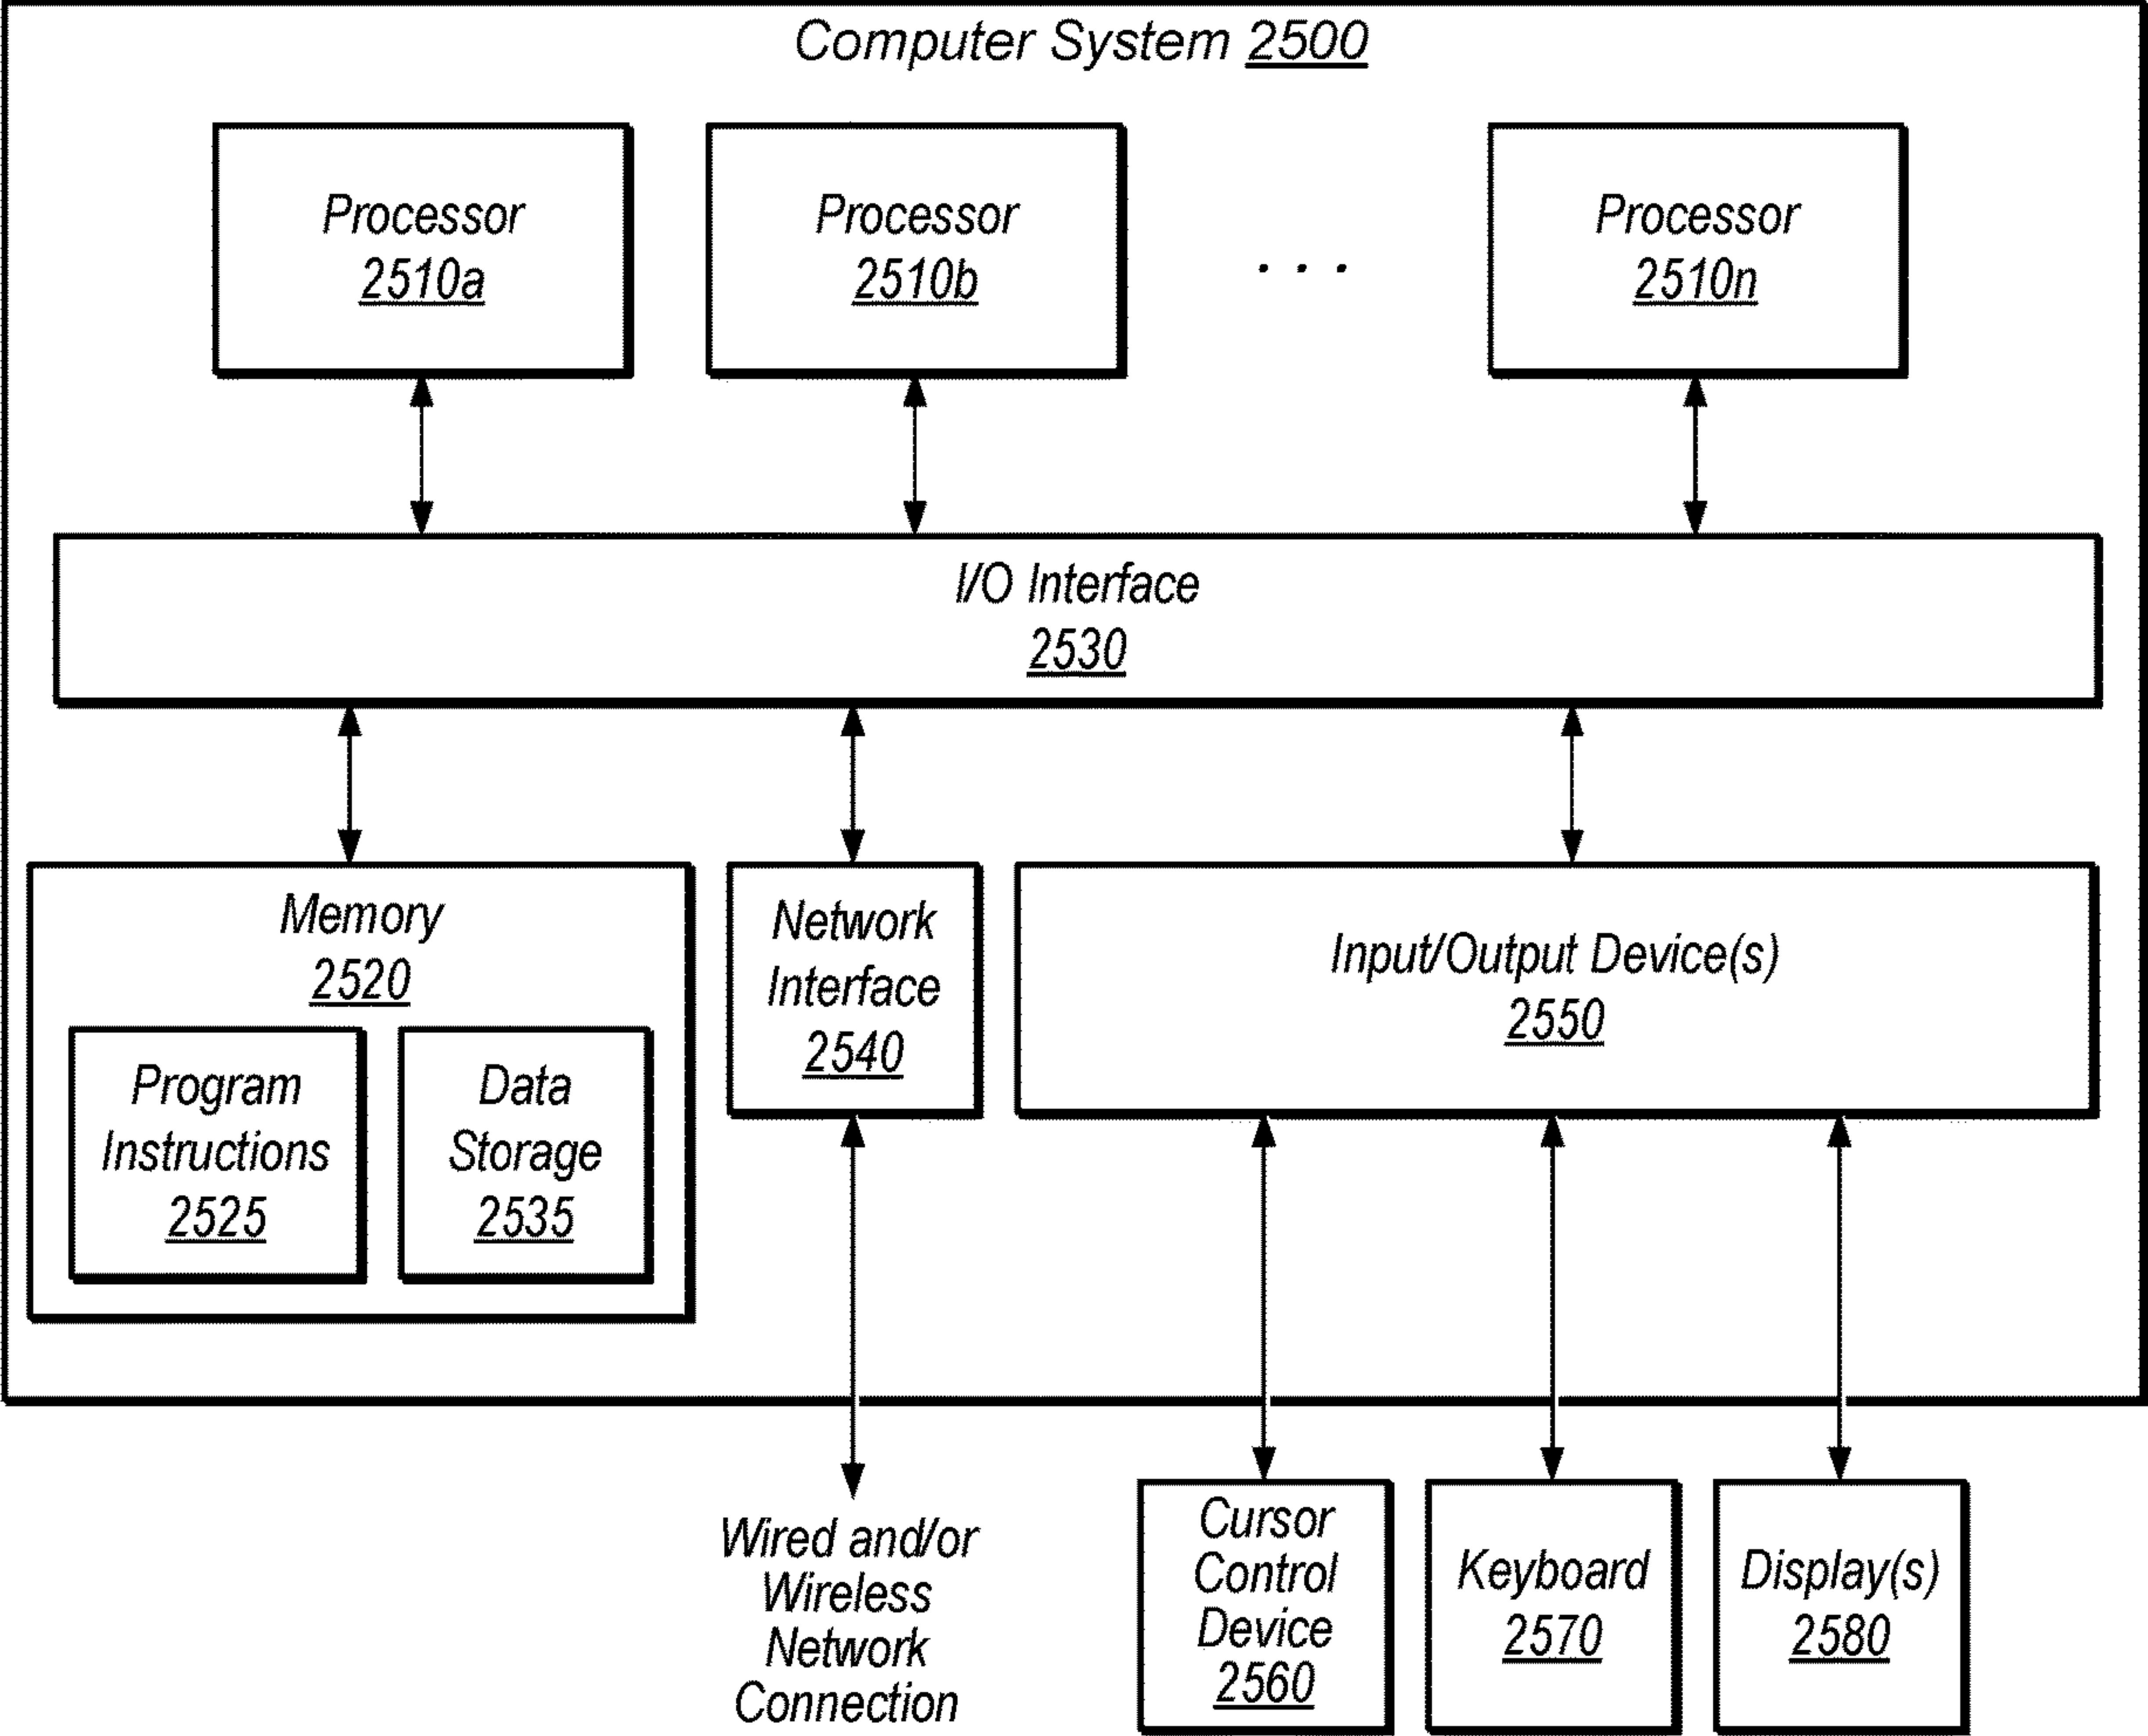 Computer System 2500
Processor
2510a
Processor
2510b
. . .
Processor
2510n
I/O Interface
2530
Memory
2520
Program
Instructions
2525
Data
Storage
2535
Network
Interface
2540
Input/Output Device(s)
2550
Wired and/or
Wireless
Network
Connection
Cursor
Control
Device
2560
Keyboard
2570
Display(s)
2580